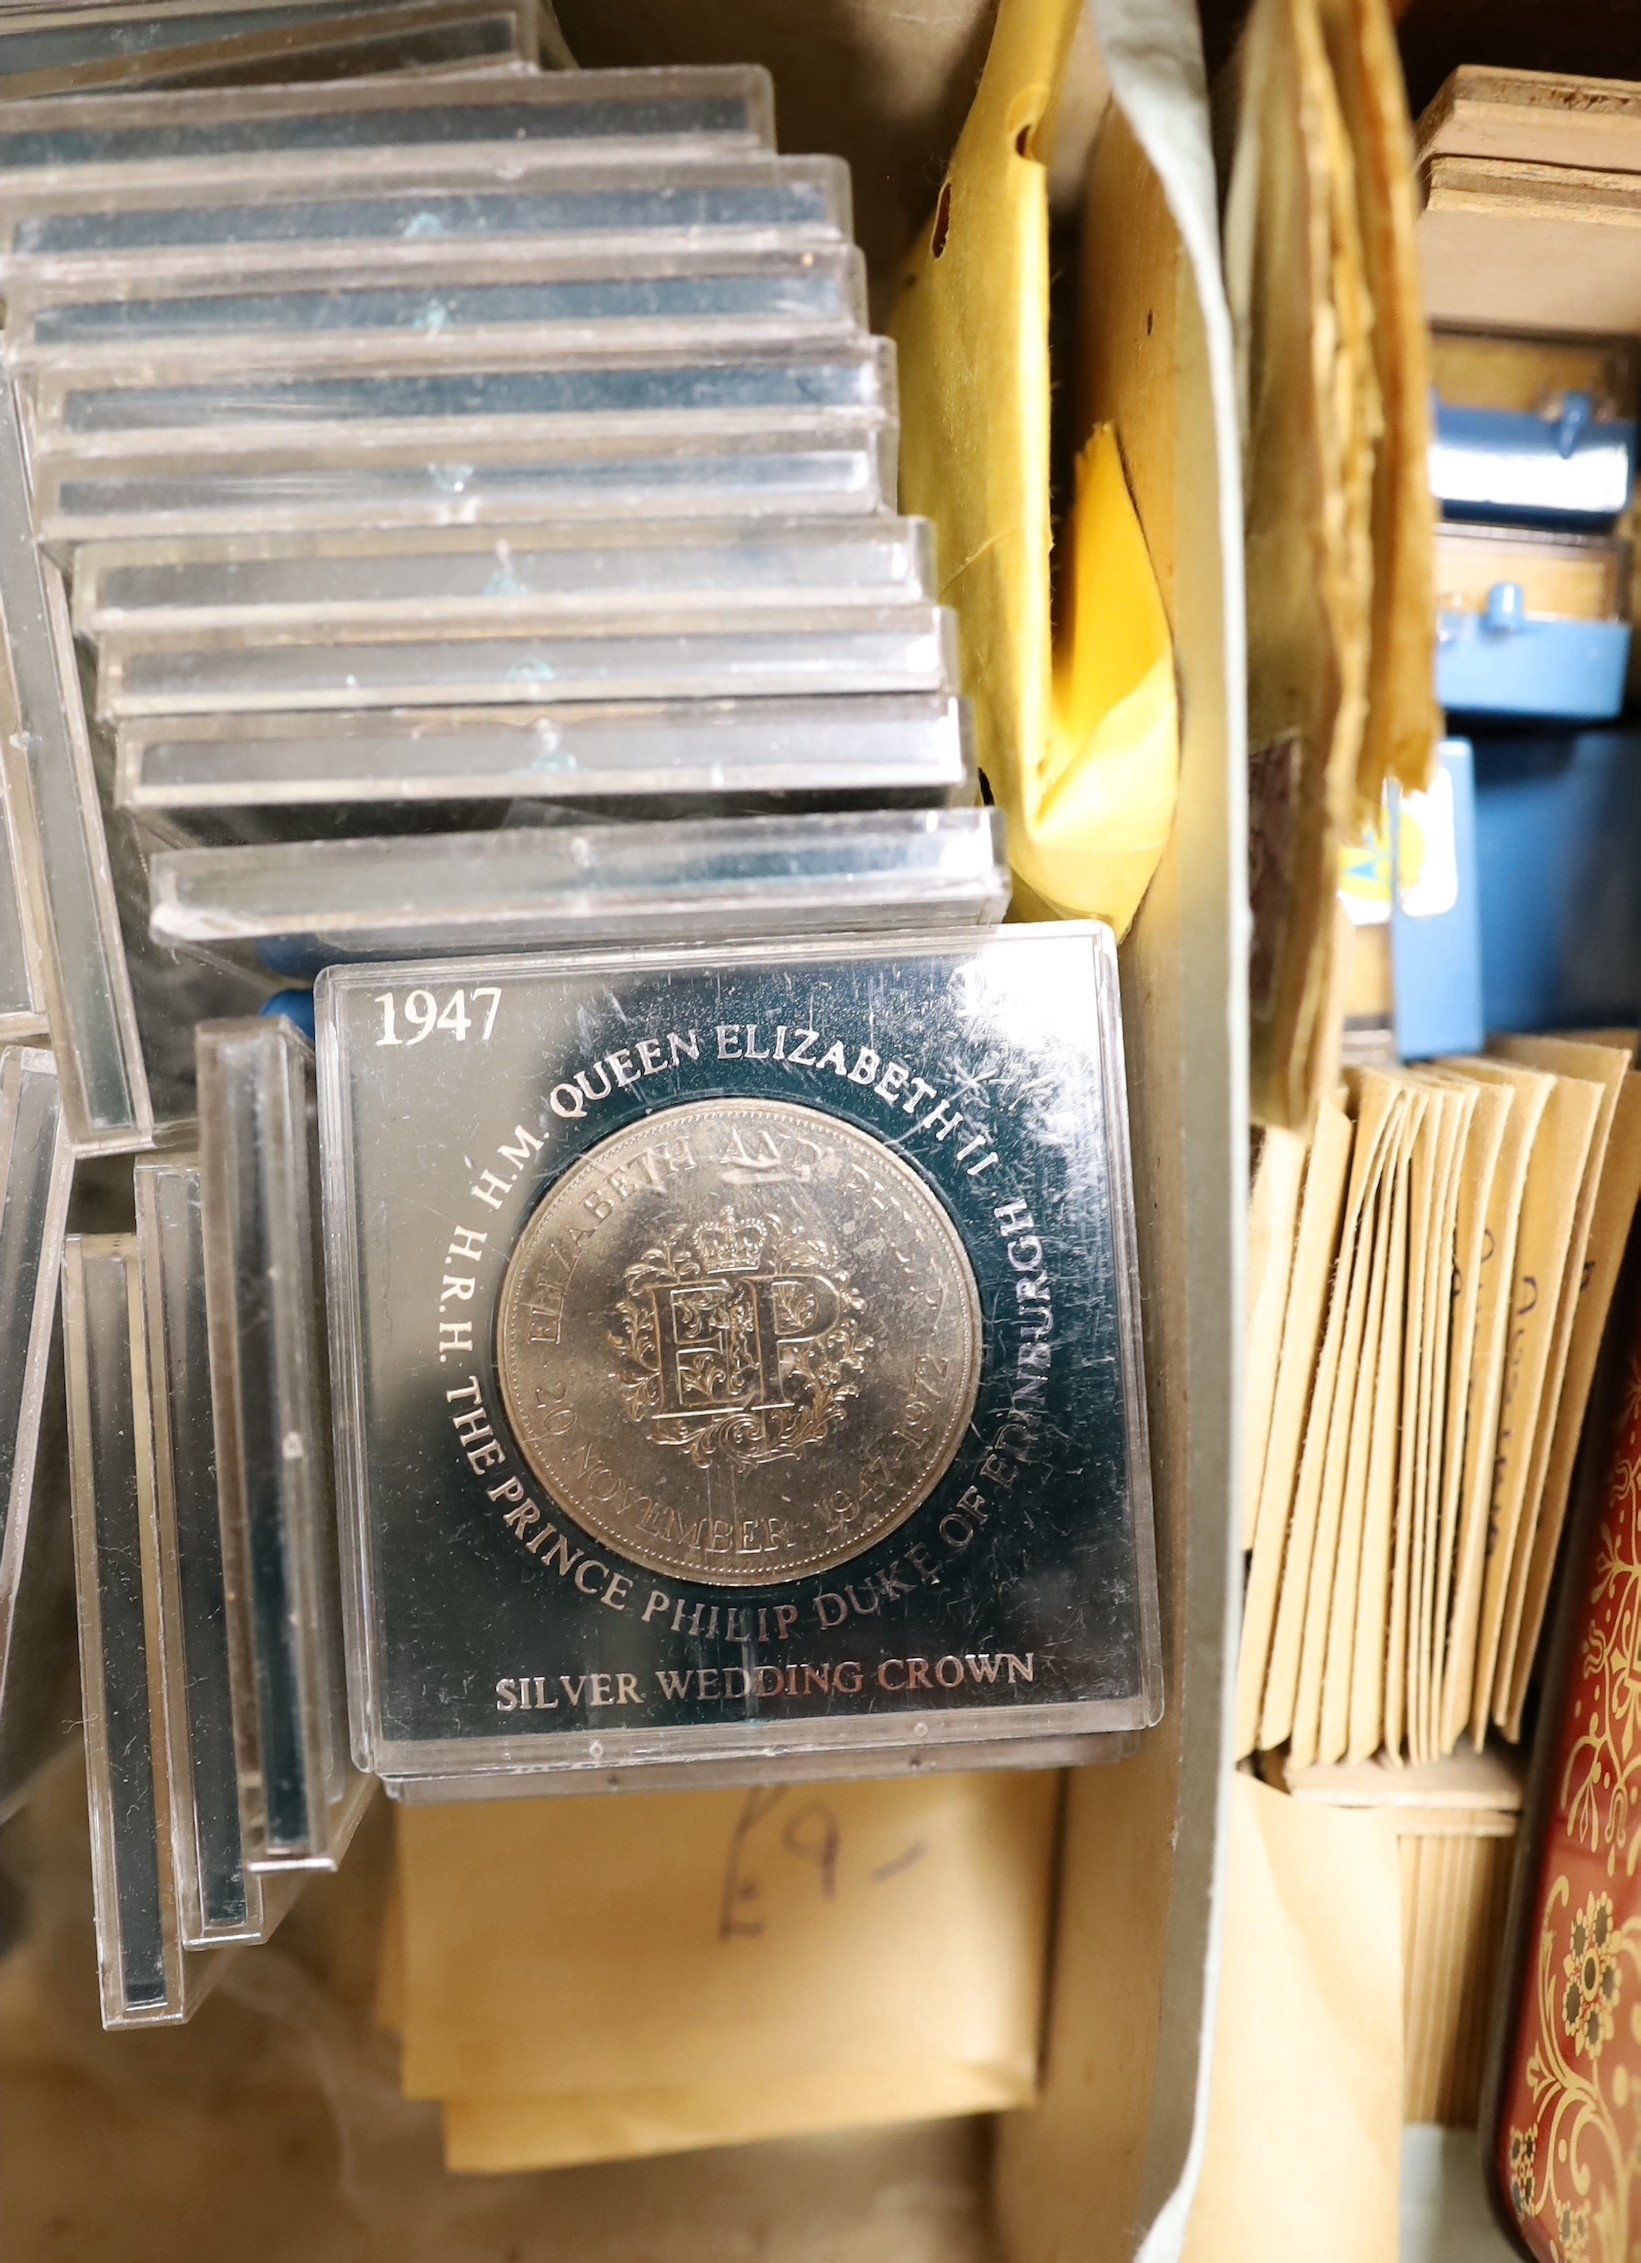 1947
H.M. QUEEN ELIZABETH II
H.R.H. THE PRINCE PHILIP DUKE OF EDINBURGH
ELIZABETH AND
20 NOVEMBER 1947 1972
EP
SILVER WEDDING CROWN
£9-